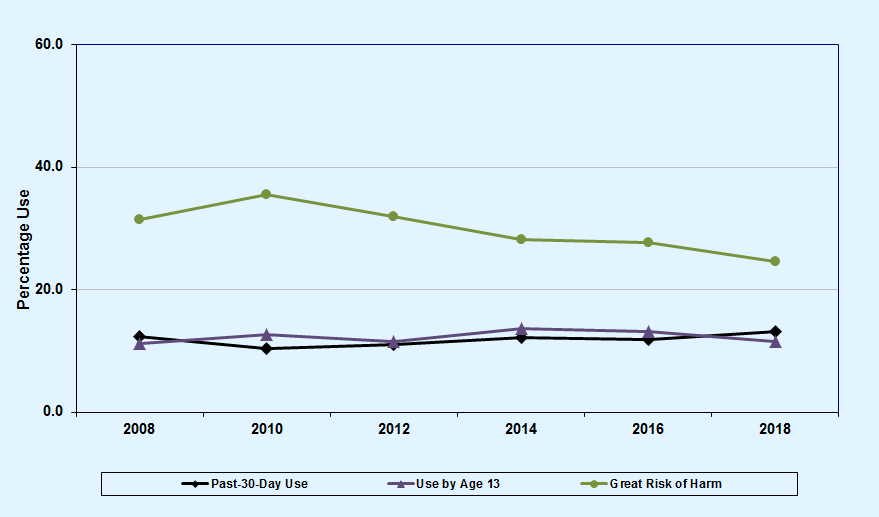 60.0
40.0
20.0
0.0
Percentage Use
2008 2010 2012 2014 2016 2018
Past-30-Day Use Use by Age 13 Great Risk of Harm